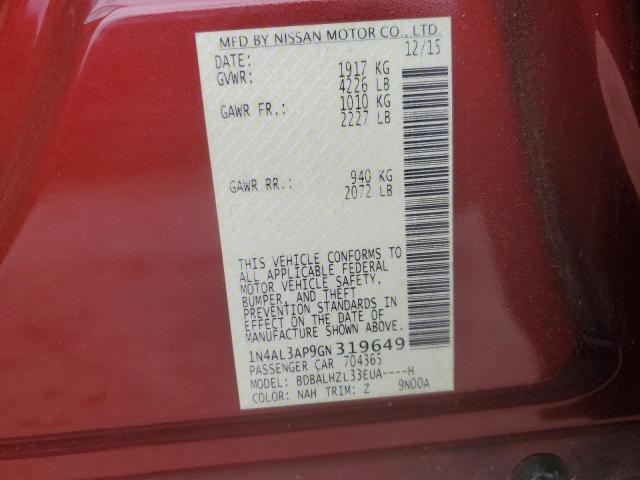 MFD BY NISSAN MOTOR CO., LTD.
DATE: 12/15
GVWR: 1917 KG
4226 LB
GAWR FR.: 1010 KG
2227 LB
GAWR RR.: 940 KG
2072 LB
THIS VEHICLE CONFORMS TO
ALL APPLICABLE FEDERAL
MOTOR VEHICLE SAFETY,
BUMPER, AND THEFT
PREVENTION STANDARDS IN
EFFECT ON THE DATE OF
MANUFACTURE SHOWN ABOVE.
1N4AL3AP9GN319649
PASSENGER CAR 704365
MODEL: BDBALHZL33EUA----H
COLOR: NAH TRIM: Z 9N00A